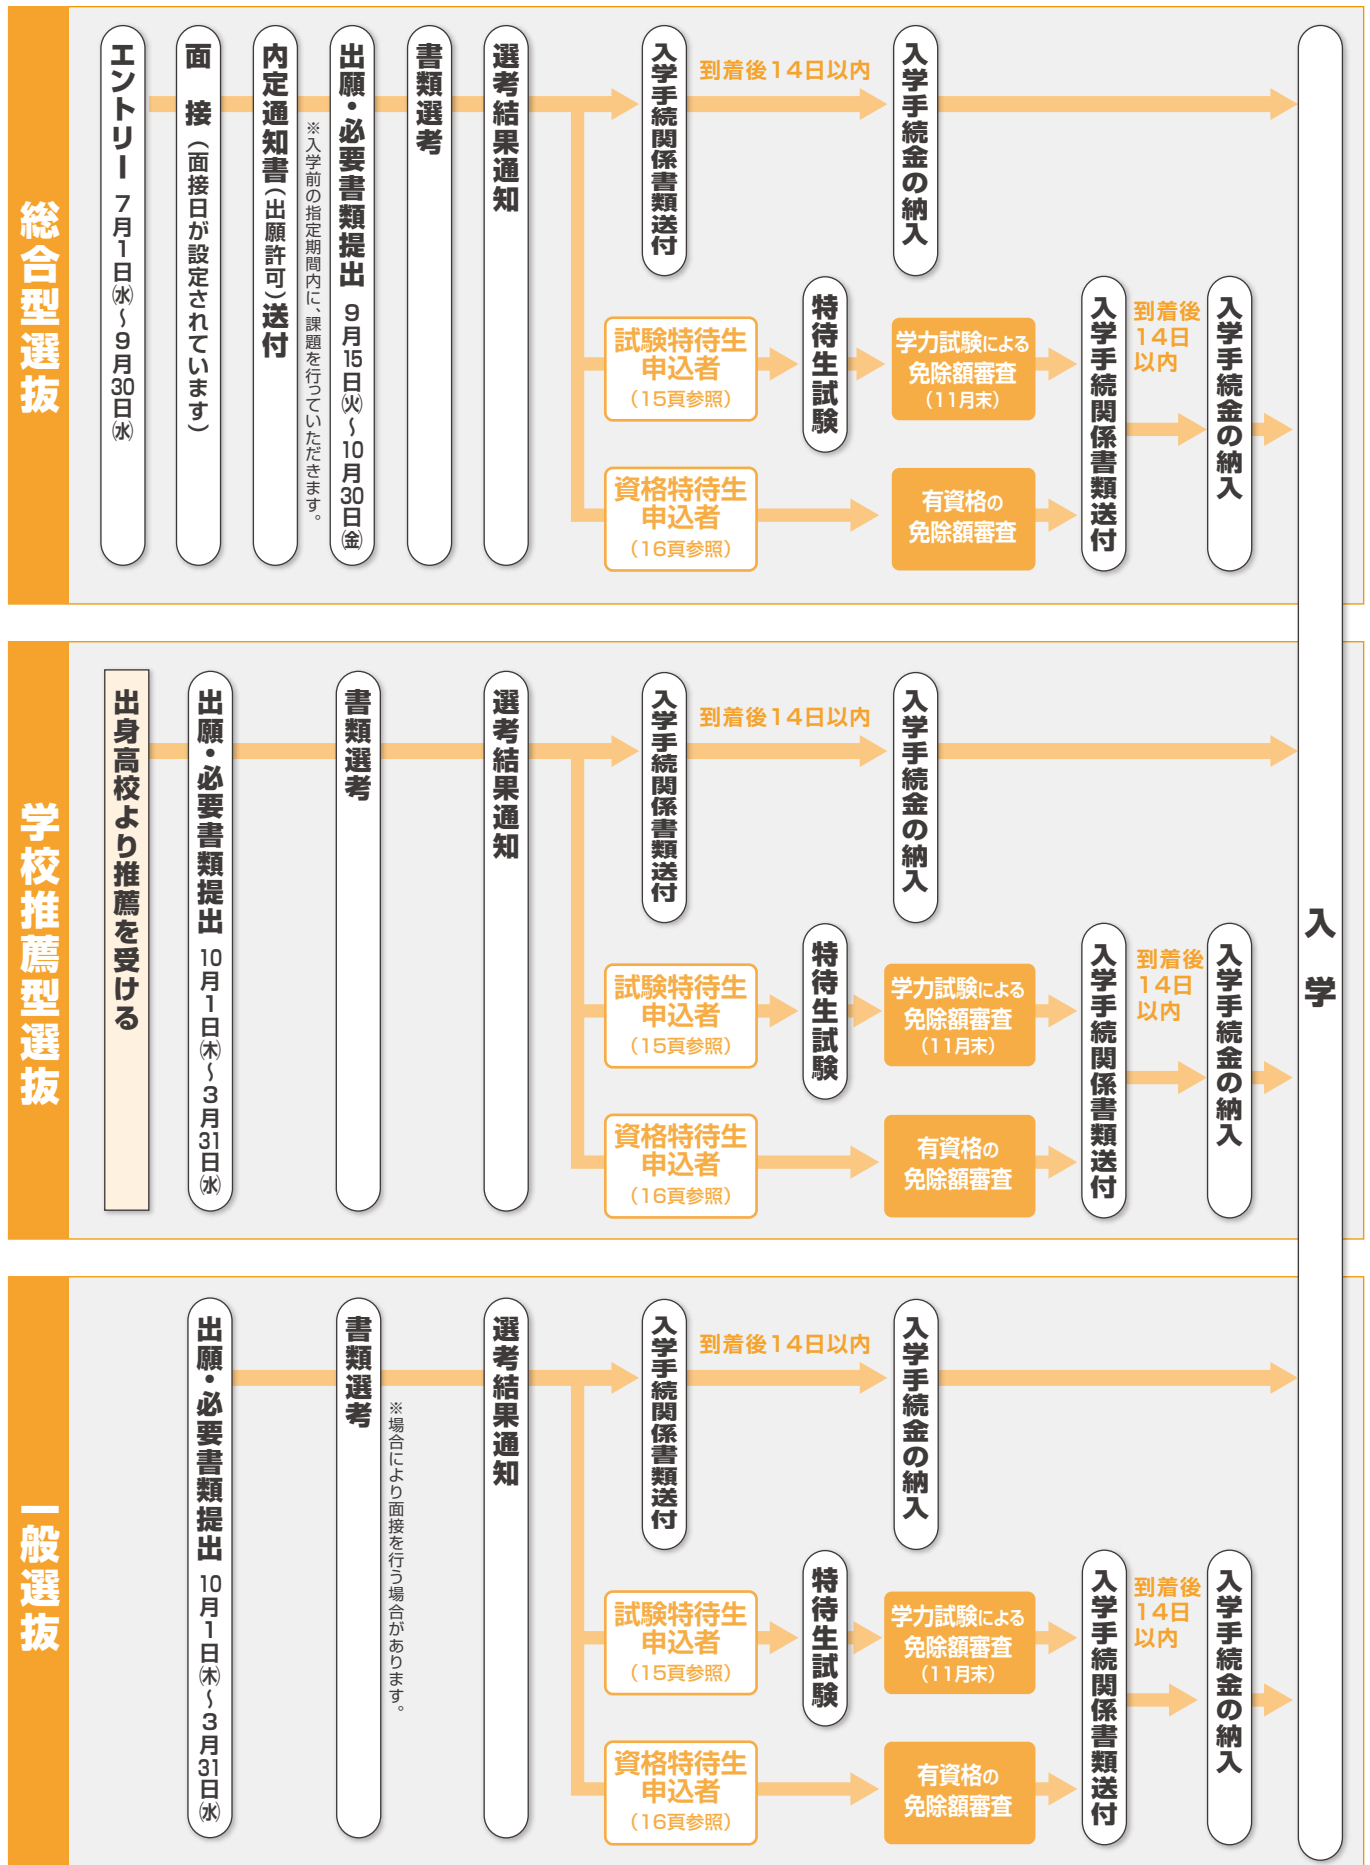 総合型選抜
エントリー 7月1日㈬～9月30日㈬
面　接（面接日が設定されています）
内定通知書（出願許可）送付
※入学前の指定期間内に、課題を行っていただきます。
出願・必要書類提出 9月15日㈫～10月30日㈮
書類選考
選考結果通知
入学手続関係書類送付
到着後14日以内
入学手続金の納入
試験特待生
申込者
（15頁参照）
特待生試験
学力試験による
免除額審査
（11月末）
資格特待生
申込者
（16頁参照）
有資格の
免除額審査
入学手続関係書類送付
到着後
14日
以内
入学手続金の納入
学校推薦型選抜
出身高校より推薦を受ける
出願・必要書類提出 10月1日㈭～3月31日㈬
書類選考
選考結果通知
入学手続関係書類送付
到着後14日以内
入学手続金の納入
試験特待生
申込者
（15頁参照）
特待生試験
学力試験による
免除額審査
（11月末）
資格特待生
申込者
（16頁参照）
有資格の
免除額審査
入学手続関係書類送付
到着後
14日
以内
入学手続金の納入
一般選抜
出願・必要書類提出 10月1日㈭～3月31日㈬
書類選考
※場合により面接を行う場合があります。
選考結果通知
入学手続関係書類送付
到着後14日以内
入学手続金の納入
試験特待生
申込者
（15頁参照）
特待生試験
学力試験による
免除額審査
（11月末）
資格特待生
申込者
（16頁参照）
有資格の
免除額審査
入学手続関係書類送付
到着後
14日
以内
入学手続金の納入
入　学